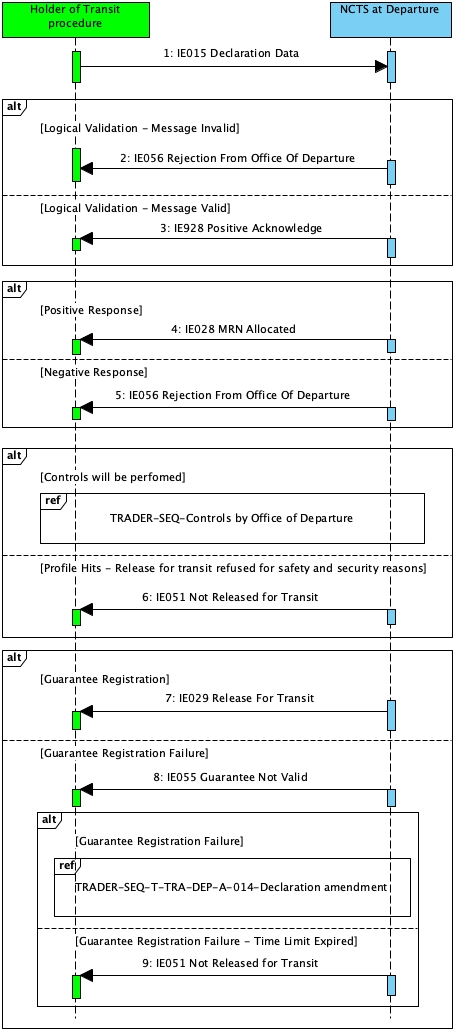 Holder of Transit
procedure
NCTS at Departure
1: IE015 Declaration Data
alt
[Logical Validation - Message Invalid]
2: IE056 Rejection From Office Of Departure
[Logical Validation - Message Valid]
3: IE928 Positive Acknowledge
alt
[Positive Response]
4: IE028 MRN Allocated
[Negative Response]
5: IE056 Rejection From Office Of Departure
alt
[Controls will be perfomed]
ref
TRADER-SEQ-Controls by Office of Departure
[Profile Hits - Release for transit refused for safety and security reasons]
6: IE051 Not Released for Transit
alt
[Guarantee Registration]
7: IE029 Release For Transit
[Guarantee Registration Failure]
8: IE055 Guarantee Not Valid
alt
[Guarantee Registration Failure]
ref
TRADER-SEQ-T-TRA-DEP-A-014-Declaration amendment
[Guarantee Registration Failure - Time Limit Expired]
9: IE051 Not Released for Transit